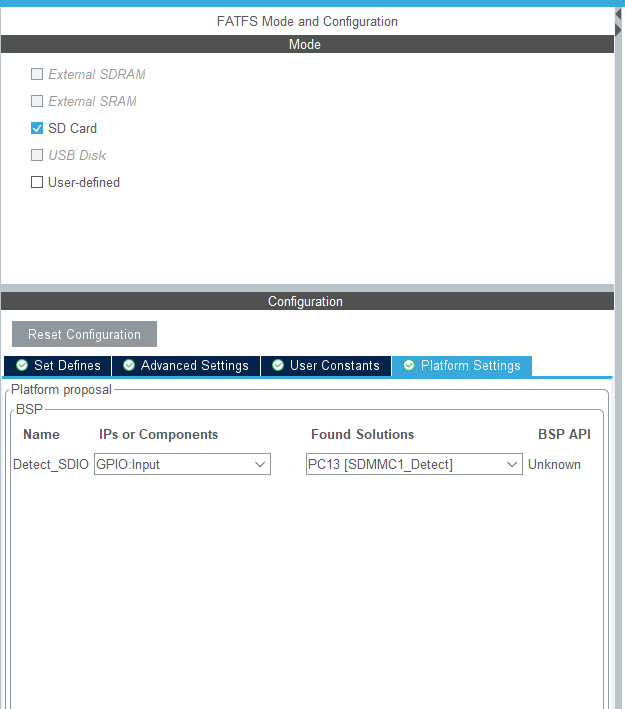 FATFS Mode and Configuration
Mode
External SDRAM
External SRAM
SD Card
USB Disk
User-defined
Configuration
Reset Configuration
Set Defines Advanced Settings User Constants Platform Settings
Platform proposal
BSP
Name IPs or Components Found Solutions BSP API
Detect_SDIO GPIO:Input PC13 [SDMMC1_Detect] Unknown